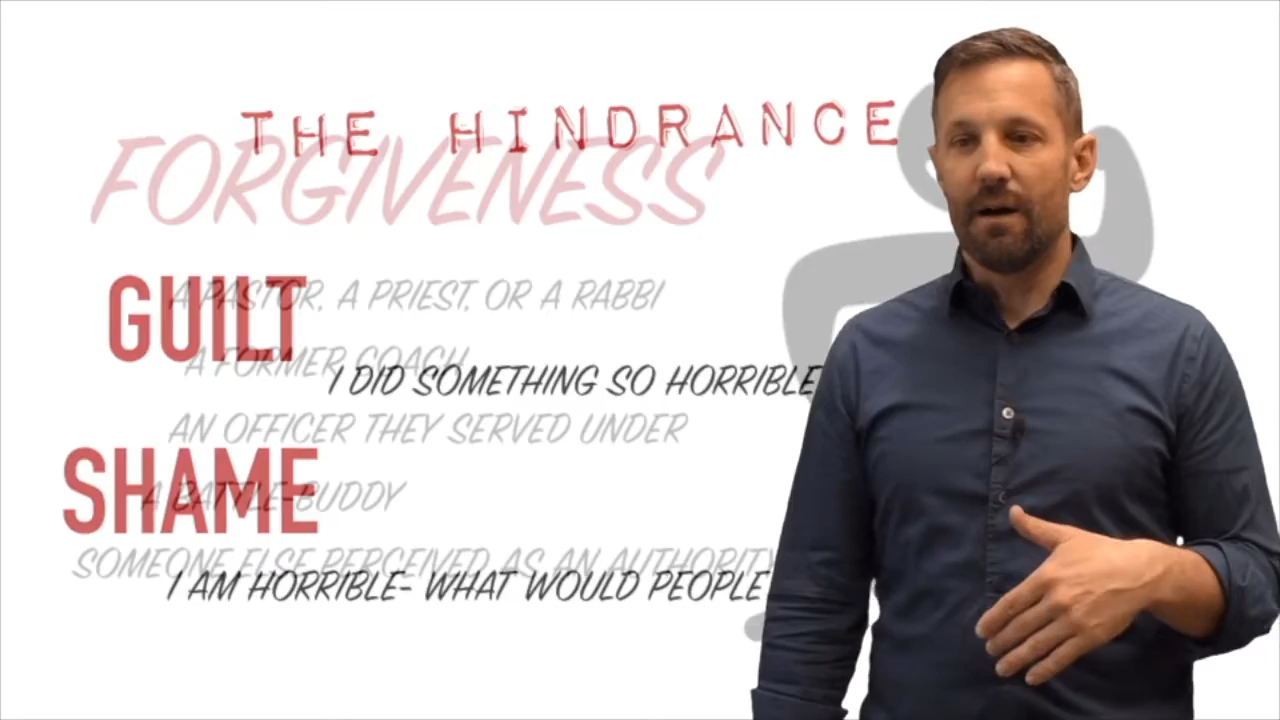 THE HINDRANCE
FORGIVENESS
GUILT
A PASTOR, A PRIEST, OR A RABBI
A FORMER COACH
I DID SOMETHING SO HORRIBLE
AN OFFICER THEY SERVED UNDER
SHAME
A BATTLE-BUDDY
SOMEONE ELSE PERCEIVED AS AN AUTHORITY
I AM HORRIBLE- WHAT WOULD PEOPLE